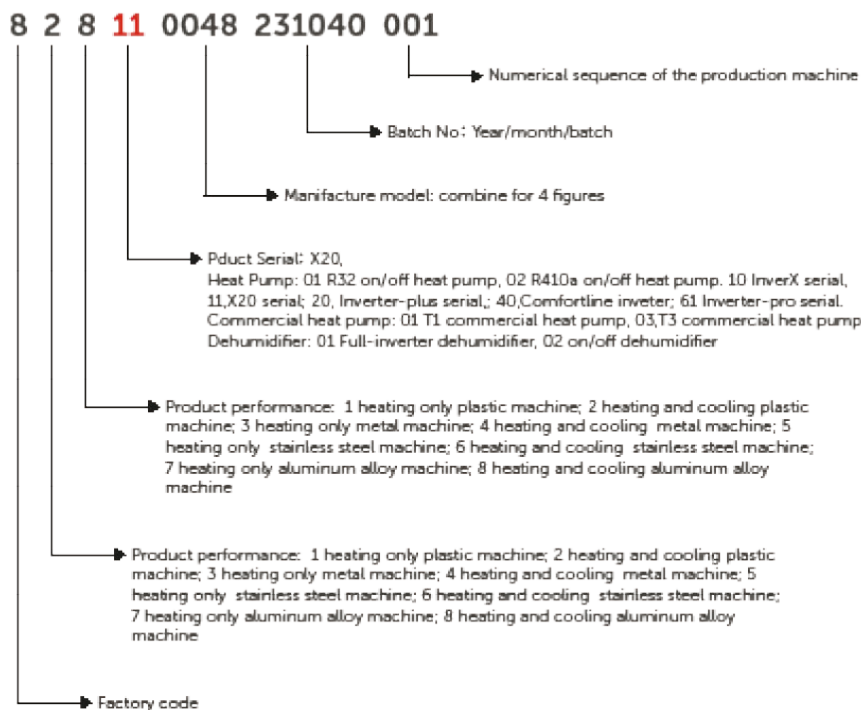 8 2 8 11 0048 231040 001
Numerical sequence of the production machine
Batch No: Year/month/batch
Manifacture model: combine for 4 figures
Pduct Serial: X20,
Heat Pump: 01 R32 on/off heat pump, 02 R410a on/off heat pump. 10 InverX serial,
11,X20 serial; 20, Inverter-plus serial,; 40,Comfortline inveter; 61 Inverter-pro serial.
Commercial heat pump: 01 T1 commercial heat pump, 03,T3 commercial heat pump
Dehumidifier: 01 Full-inverter dehumidifier, 02 on/off dehumidifier
Product performance: 1 heating only plastic machine; 2 heating and cooling plastic
machine; 3 heating only metal machine; 4 heating and cooling metal machine; 5
heating only stainless steel machine; 6 heating and cooling stainless steel machine;
7 heating only aluminum alloy machine; 8 heating and cooling aluminum alloy
machine
Product performance: 1 heating only plastic machine; 2 heating and cooling plastic
machine; 3 heating only metal machine; 4 heating and cooling metal machine; 5
heating only stainless steel machine; 6 heating and cooling stainless steel machine;
7 heating only aluminum alloy machine; 8 heating and cooling aluminum alloy
machine
Factory code